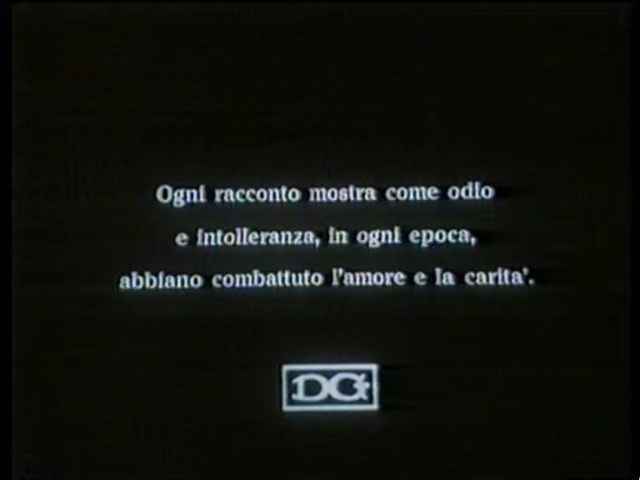 Ogni racconto mostra come odio
e intolleranza, in ogni epoca,
abbiano combattuto l'amore e la carita'.
DG